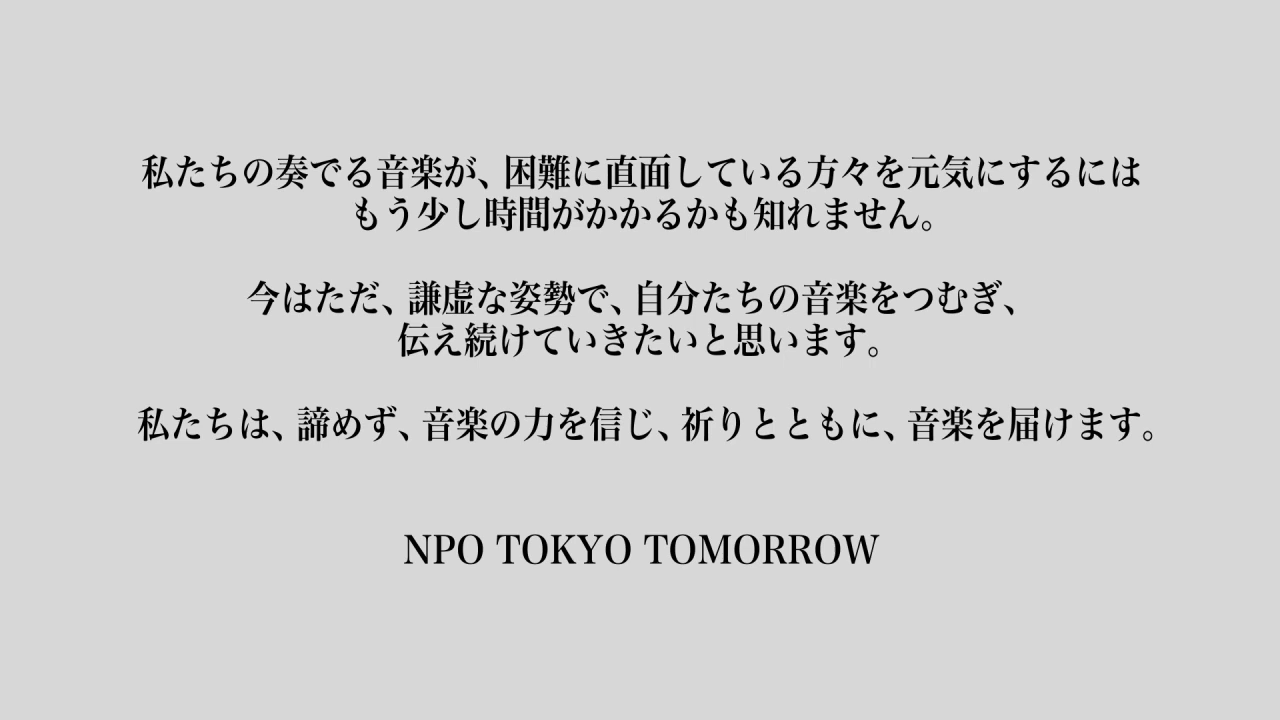 私たちの奏でる音楽が、困難に直面している方々を元気にするには
もう少し時間がかかるかも知れません。
今はただ、謙虚な姿勢で、自分たちの音楽をつむぎ、
伝え続けていきたいと思います。
私たちは、諦めず、音楽の力を信じ、祈りとともに、音楽を届けます。
NPO TOKYO TOMORROW